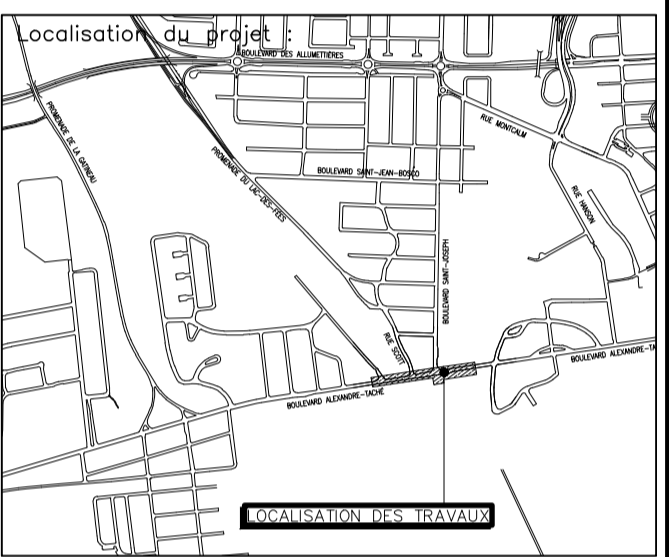 Localisation du projet :
BOULEVARD DES ALLUMETTIÈRES
RUE MONTCALM
PROMENADE DE LA GATINEAU
PROMENADE DU LAC-DES-FÉES
BOULEVARD SAINT-JEAN-BOSCO
RUE HANSON
BOULEVARD SAINT-JOSEPH
RUE SCOTT
BOULEVARD ALEXANDRE-TA
BOULEVARD ALEXANDRE-TACHÉ
LOCALISATION DES TRAVAUX